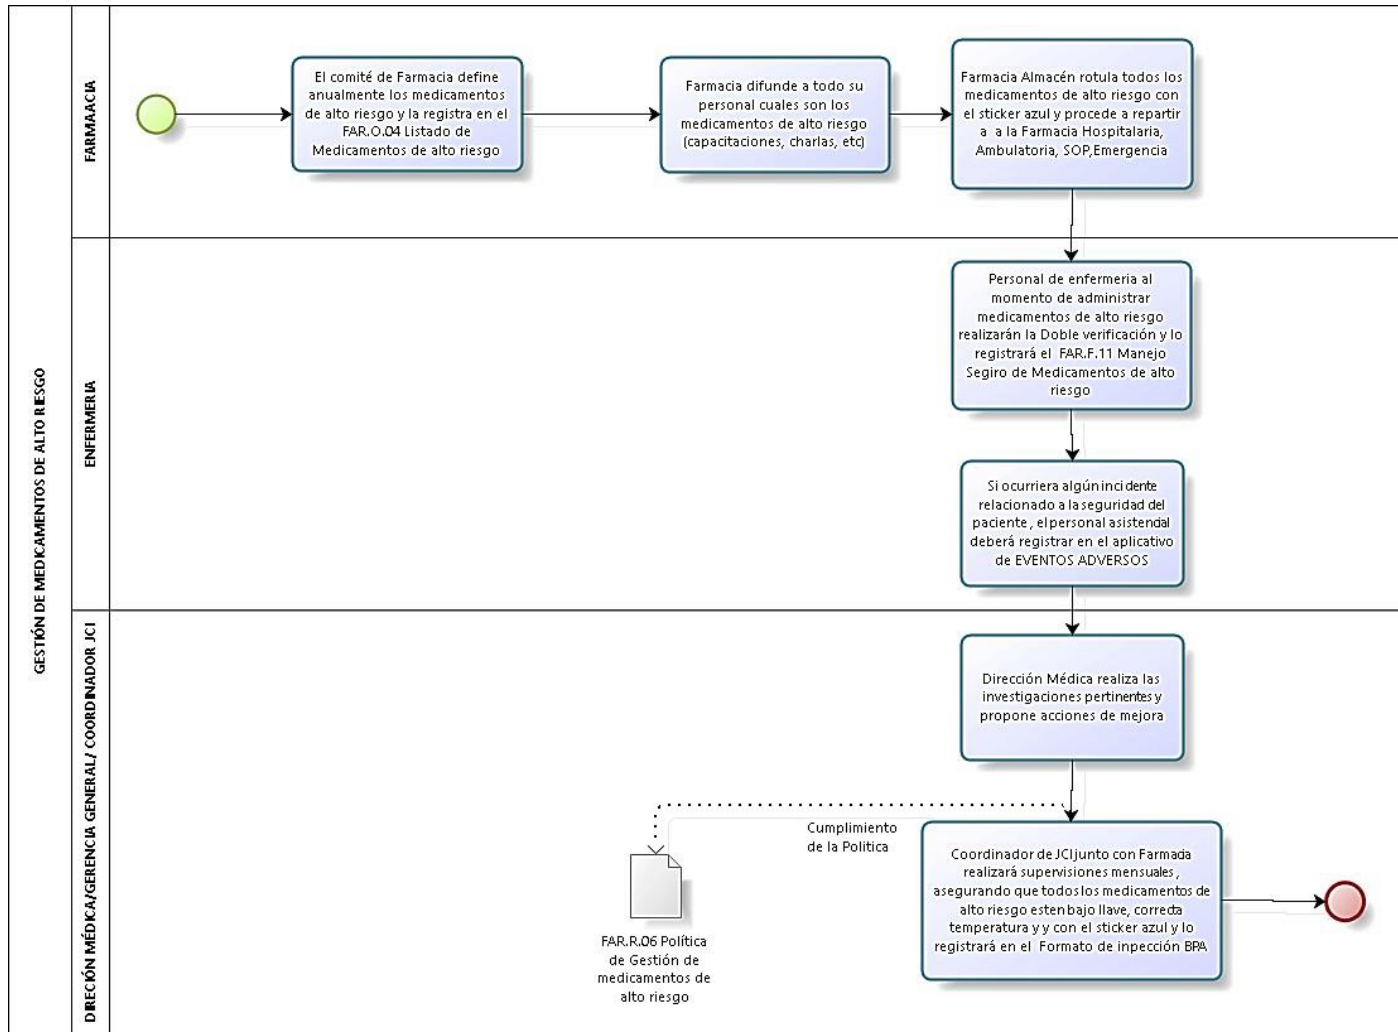 GESTIÓN DE MEDICAMENTOS DE ALTO RIESGO
FARMAACIA
El comité de Farmacia define
anualmente los medicamentos
de alto riesgo y la registra en el
FAR.O.04 Listado de
Medicamentos de alto riesgo
Farmacia difunde a todo su
personal cuales son los
medicamentos de alto riesgo
(capacitaciones, charlas, etc)
Farmacia Almacén rotula todos los
medicamentos de alto riesgo con
el sticker azul y procede a repartir
a a la Farmacia Hospitalaria,
Ambulatoria, SOP,Emergencia
ENFERMERIA
Personal de enfermeria al
momento de administrar
medicamentos de alto riesgo
realizarán la Doble verificación y lo
registrará el FAR.F.11 Manejo
Segiro de Medicamentos de alto
riesgo
Si ocurriera algún incidente
relacionado a la seguridad del
paciente, el personal asistencial
deberá registrar en el aplicativo
de EVENTOS ADVERSOS
DIRECIÓN MÉDICA/GERENCIA GENERAL/ COORDINADOR JCI
Dirección Médica realiza las
investigaciones pertinentes y
propone acciones de mejora
Cumplimiento
de la Politica
FAR.R.06 Política
de Gestión de
medicamentos de
alto riesgo
Coordinador de JCI junto con Farmacia
realizará supervisiones mensuales,
asegurando que todos los medicamentos de
alto riesgo esten bajo llave, correcta
temperatura y y con el sticker azul y lo
registrará en el Formato de inpección BPA